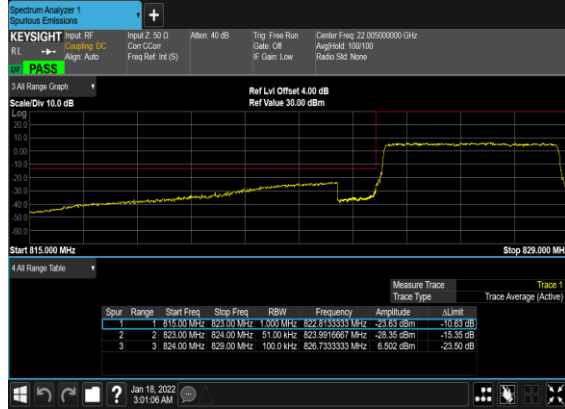 Spectrum Analyzer 1
Spurious Emissions
KEYSIGHT Input: RF Input Z: 50 Ω Atten: 40 dB Trig: Free Run Center Freq: 22.005000000 GHz
RL Coupling: DC Corr CCorr Gate: Off Avg|Hold: 100/100
Align: Auto Freq Ref: Int (S) IF Gain: Low Radio Std: None
PASS
3 All Range Graph
Ref Lvl Offset 4.00 dB
Scale/Div 10.0 dB Ref Value 30.00 dBm
Log
20.0
10.0
0.00
-10.0
-20.0
-30.0
-40.0
-50.0
-60.0
Start 815.000 MHz Stop 829.000 MH
4 All Range Table
Measure Trace Trace 1
Trace Type Trace Average (Active)
Spur Range Start Freq Stop Freq RBW Frequency Amplitude ΔLimit
1 1 815.00 MHz 823.00 MHz 1.000 MHz 822.8133333 MHz -23.63 dBm -10.63 dB
2 2 823.00 MHz 824.00 MHz 51.00 kHz 823.9916667 MHz -28.35 dBm -15.35 dB
3 3 824.00 MHz 829.00 MHz 100.0 kHz 826.7333333 MHz 6.502 dBm -23.50 dB
? Jan 18, 2022
3:01:06 AM